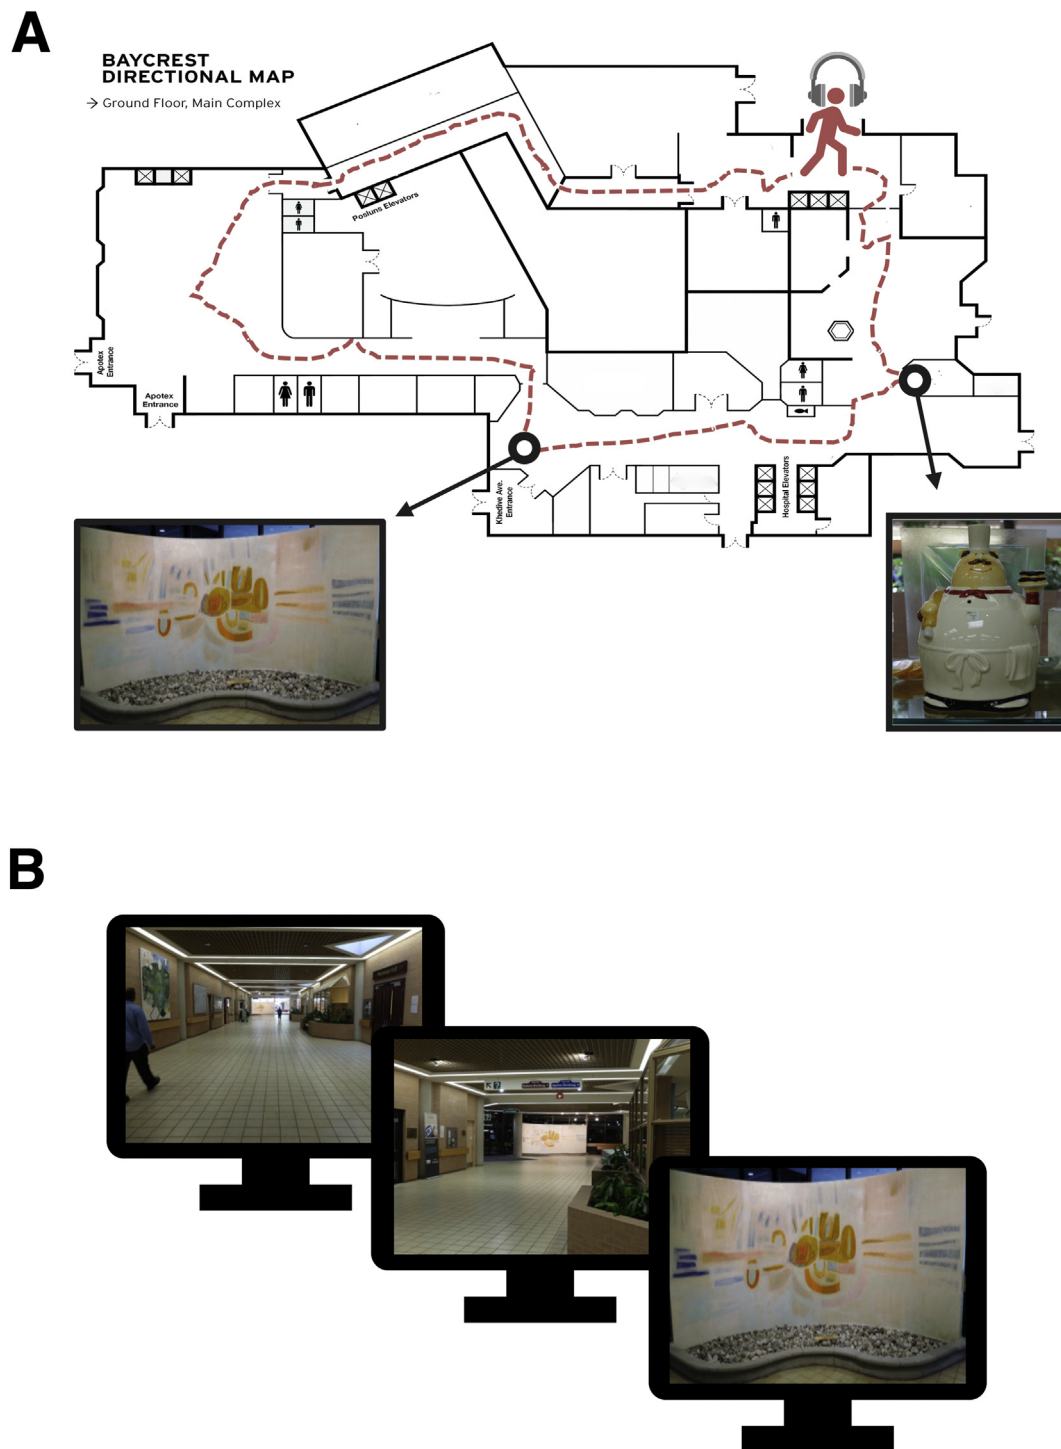 A
BAYCREST
DIRECTIONAL MAP
→ Ground Floor, Main Complex
Posluns Elevators
Apotex
Entrance
Apotex
Entrance
Khedive Ave.
Entrance
Hospital Elevators
B